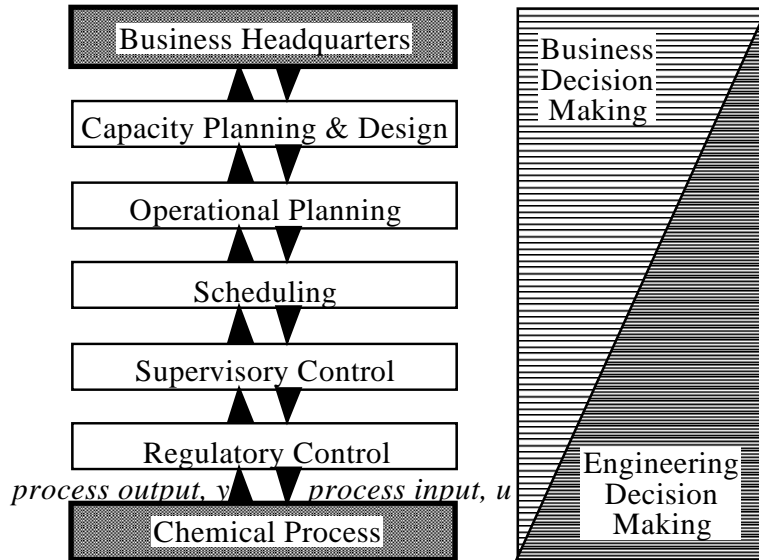 Business Headquarters
Capacity Planning & Design
Operational Planning
Scheduling
Supervisory Control
Regulatory Control
process output, y
process input, u
Chemical Process
Business
Decision
Making
Engineering
Decision
Making